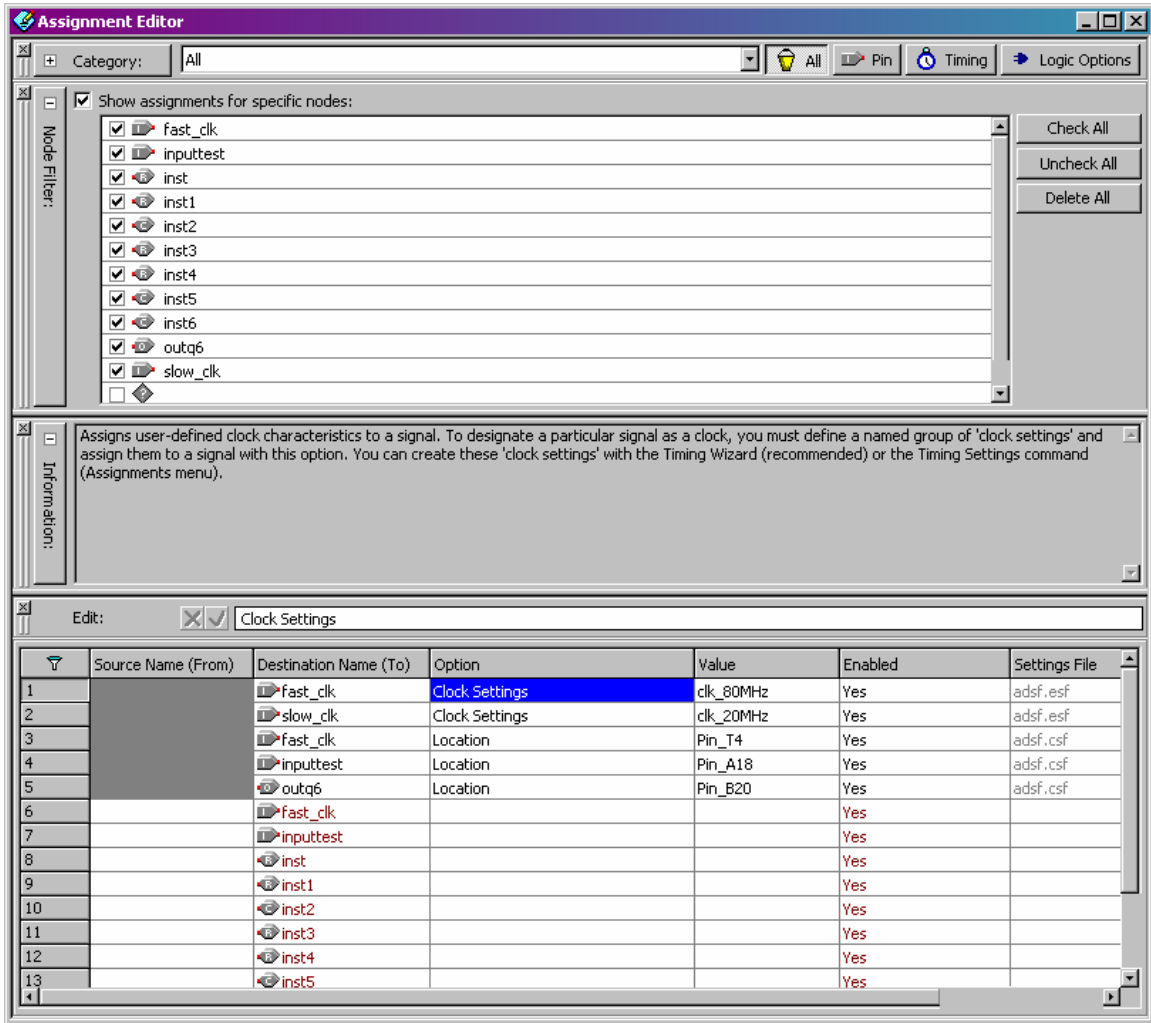 Assignment Editor
Category: All All Pin Timing Logic Options
Node Filter:
Show assignments for specific nodes:
fast_clk
inputtest
inst
inst1
inst2
inst3
inst4
inst5
inst6
outq6
slow_clk
Check All
Uncheck All
Delete All
Information:
Assigns user-defined clock characteristics to a signal. To designate a particular signal as a clock, you must define a named group of 'clock settings' and
assign them to a signal with this option. You can create these 'clock settings' with the Timing Wizard (recommended) or the Timing Settings command
(Assignments menu).
Edit: Clock Settings
Source Name (From) Destination Name (To) Option Value Enabled Settings File
1 fast_clk Clock Settings clk_80MHz Yes adsf.esf
2 slow_clk Clock Settings clk_20MHz Yes adsf.esf
3 fast_clk Location Pin_T4 Yes adsf.csf
4 inputtest Location Pin_A18 Yes adsf.csf
5 outq6 Location Pin_B20 Yes adsf.csf
6 fast_clk Yes
7 inputtest Yes
8 inst Yes
9 inst1 Yes
10 inst2 Yes
11 inst3 Yes
12 inst4 Yes
13 inst5 Yes